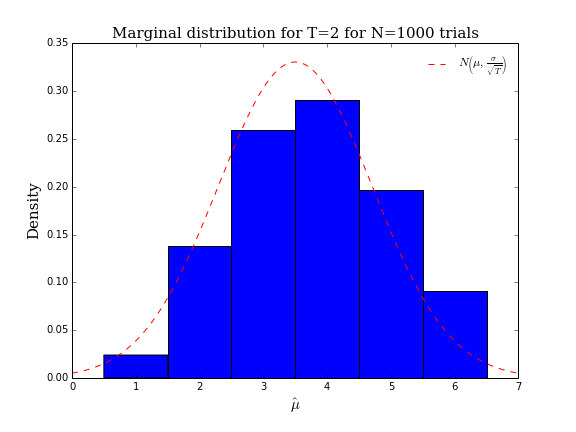 Marginal distribution for T=2 for N=1000 trials
0.35
0.30
0.25
0.20
0.15
0.10
0.05
0.00
Density
N(μ, σ/√T)
0 1 2 3 4 5 6 7
μ̂